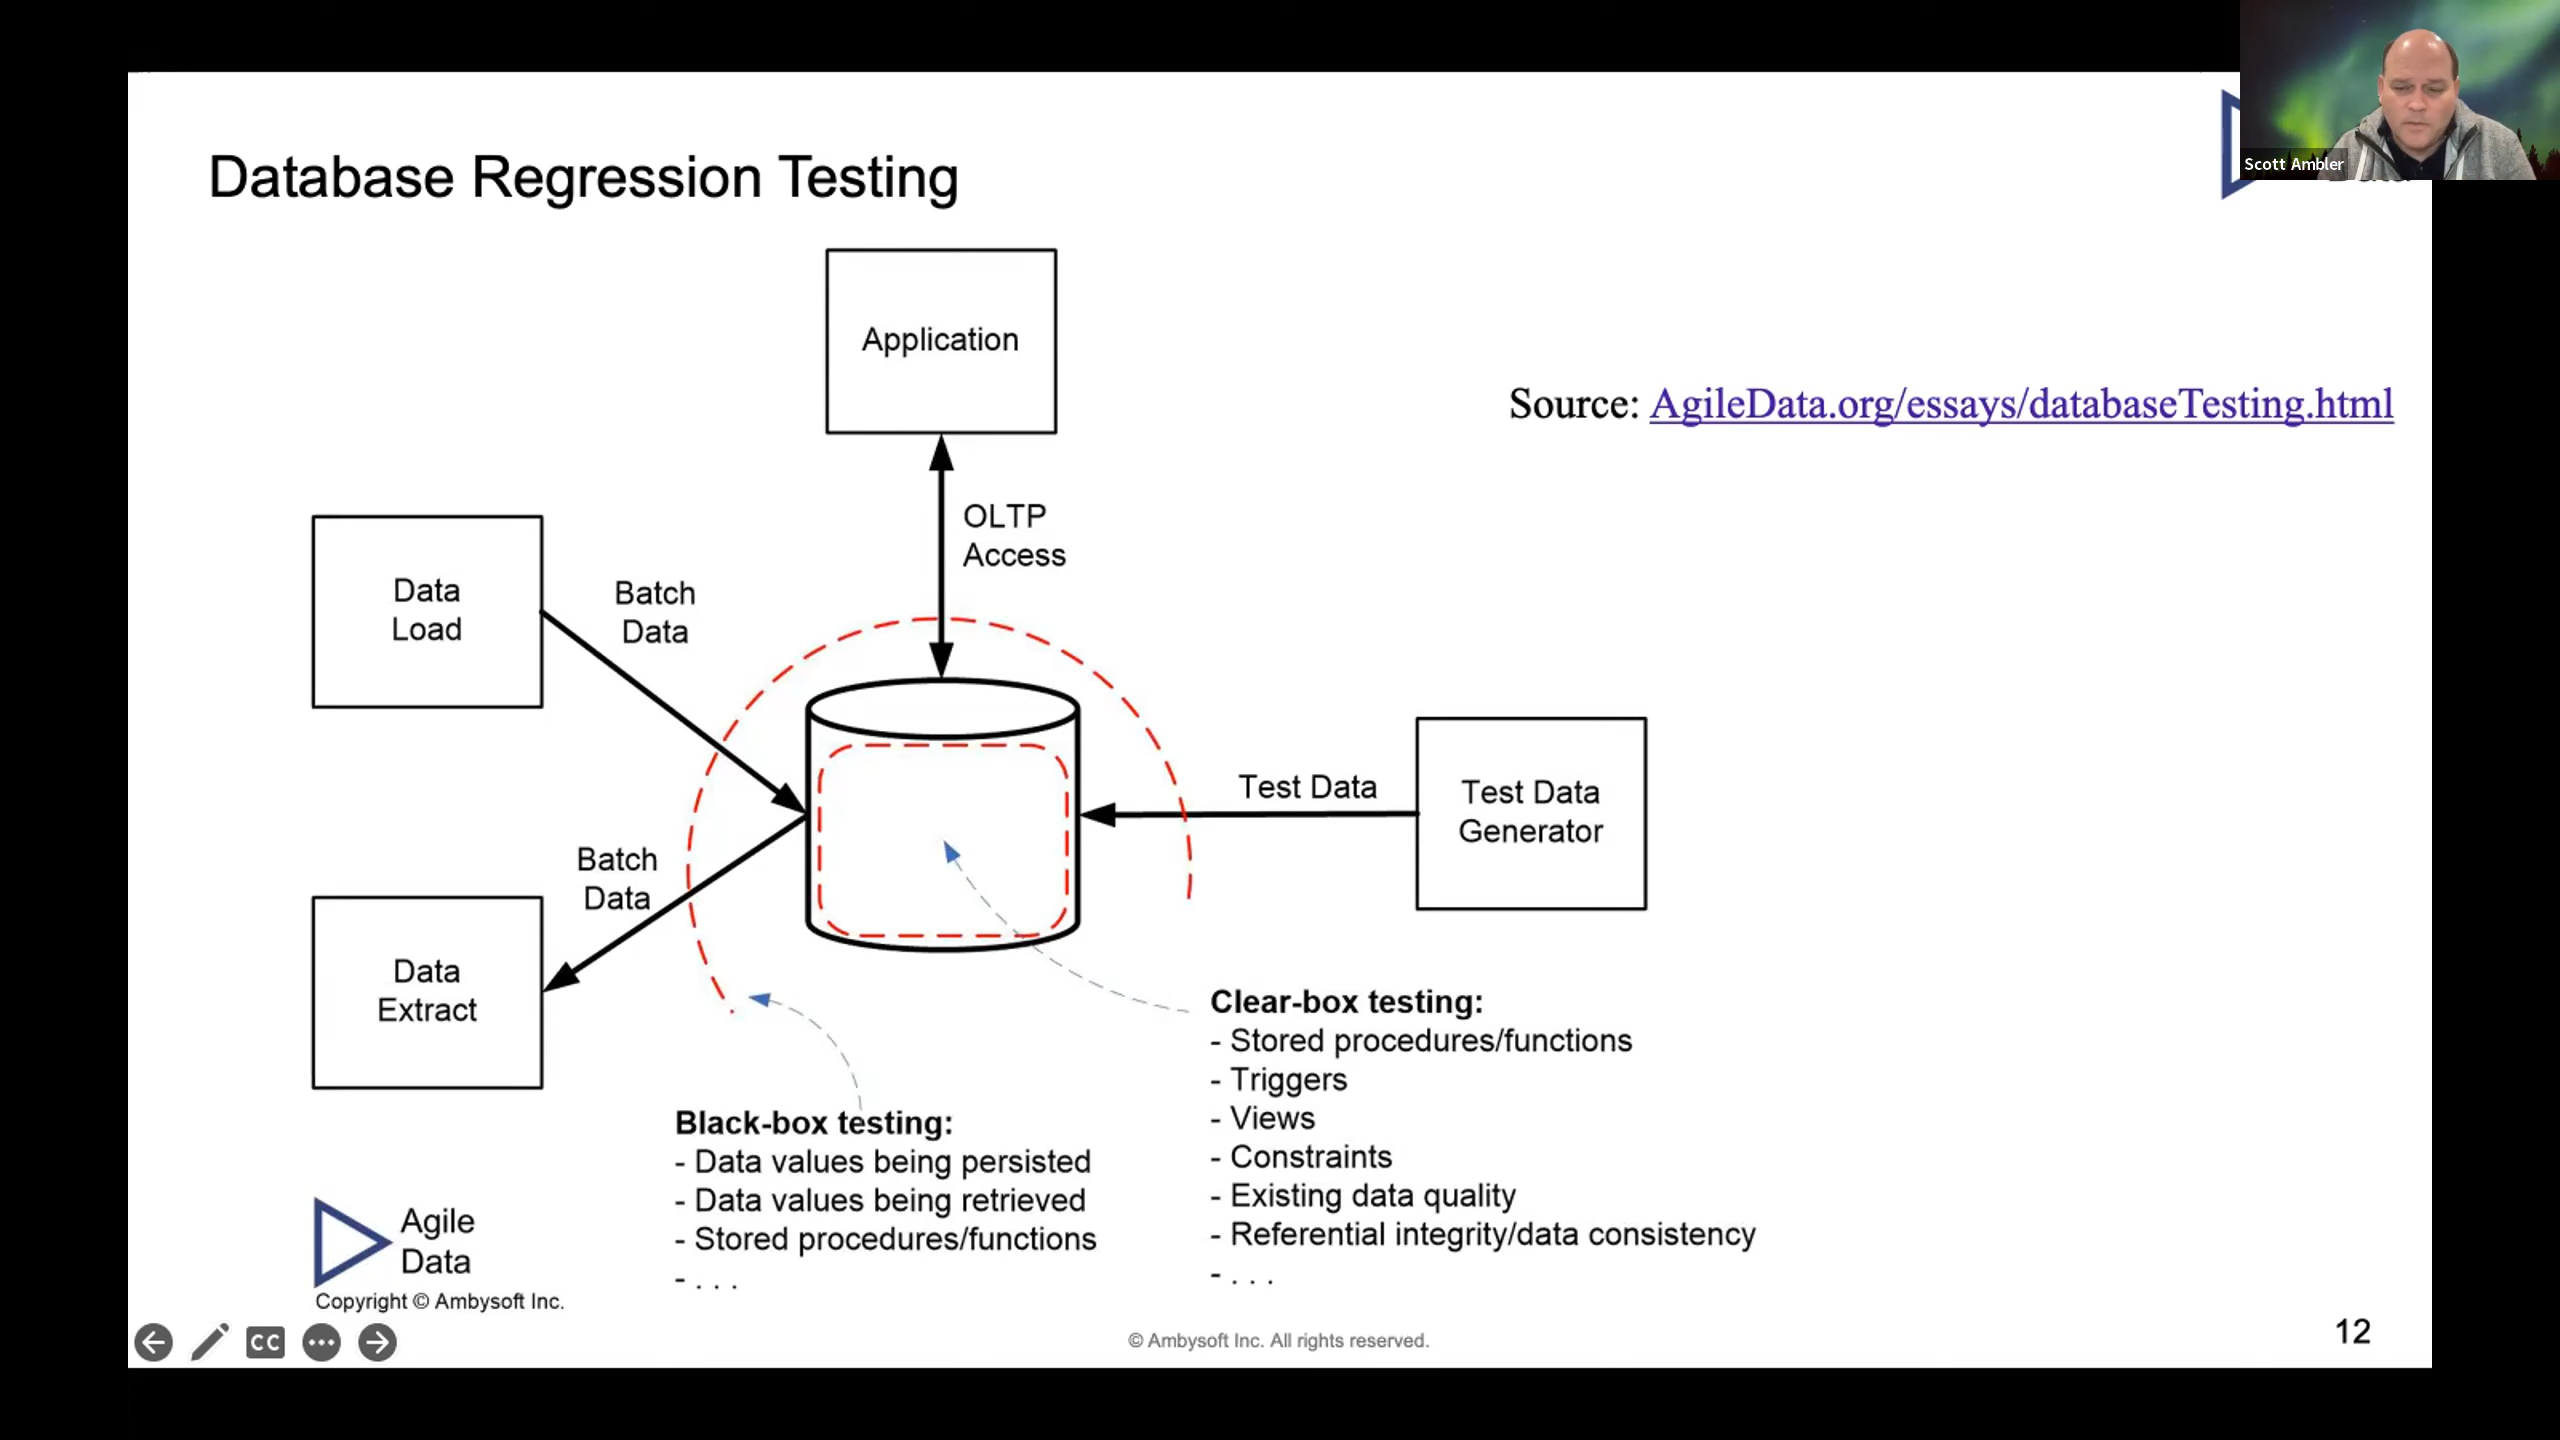 Scott Ambler
Database Regression Testing
Application
Source: AgileData.org/essays/databaseTesting.html
OLTP
Access
Data
Load
Batch
Data
Test Data
Test Data
Generator
Batch
Data
Data
Extract
Clear-box testing:
- Stored procedures/functions
- Triggers
- Views
- Constraints
- Existing data quality
- Referential integrity/data consistency
- . . .
Black-box testing:
- Data values being persisted
- Data values being retrieved
- Stored procedures/functions
- . . .
Agile
Data
Copyright © Ambysoft Inc.
CC
© Ambysoft Inc. All rights reserved.
12